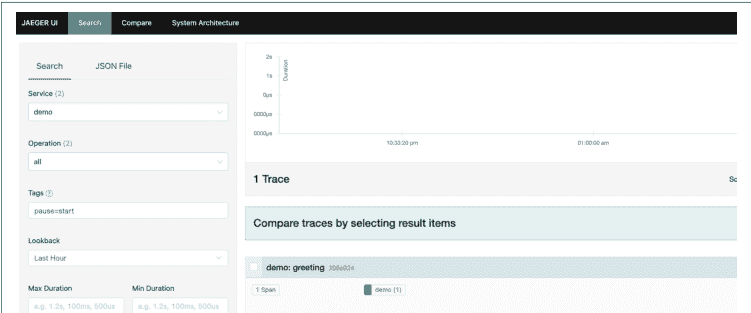 JAEGER UI Search Compare System Architecture
Search JSON File
Service (2)
demo
Operation (2)
all
Tags
pause=start
Lookback
Last Hour
Max Duration Min Duration
e.g. 1.2s, 100ms, 500us e.g. 1.2s, 100ms, 500us
2s
Duration
1s
0μs
0000μs
0000μs
10:33:20 pm 01:00:00 am
1 Trace So
Compare traces by selecting result items
demo: greeting
1 Span demo (1)